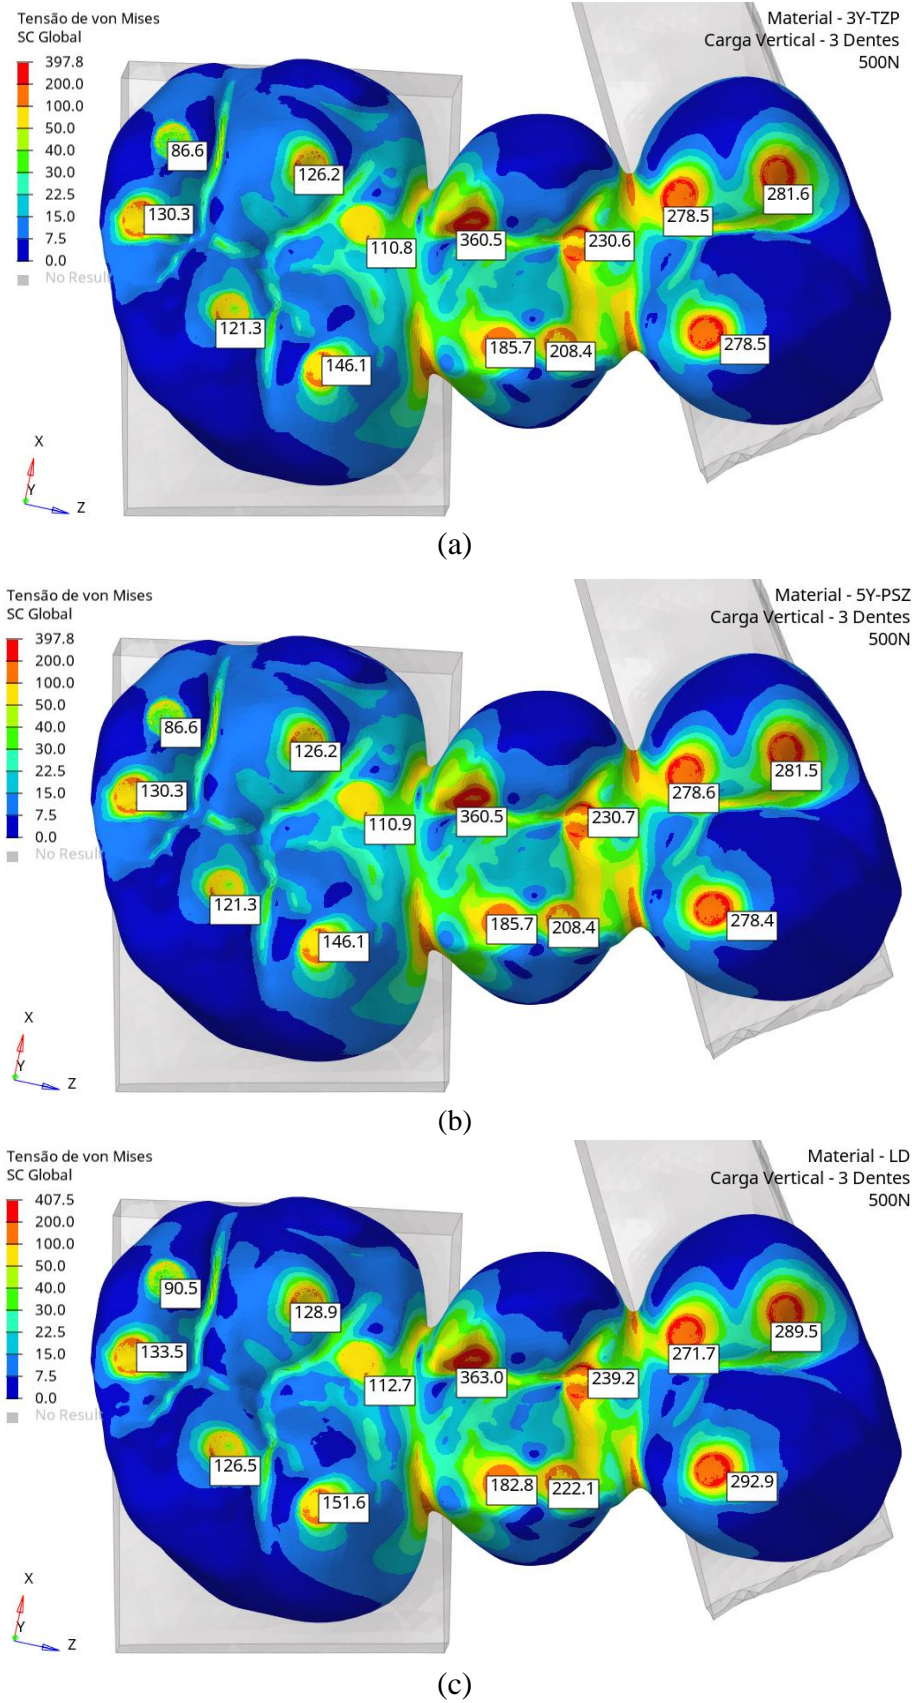 Tensão de von Mises
SC Global
397.8
200.0
100.0
50.0
40.0
30.0
22.5
15.0
7.5
0.0
No Result
Material - 3Y-TZP
Carga Vertical - 3 Dentes
500N
86.6
126.2
130.3
110.8
360.5
230.6
278.5
281.6
121.3
146.1
185.7
208.4
278.5
X
Y
Z
(a)
Tensão de von Mises
SC Global
397.8
200.0
100.0
50.0
40.0
30.0
22.5
15.0
7.5
0.0
No Result
Material - 5Y-PSZ
Carga Vertical - 3 Dentes
500N
86.6
126.2
130.3
110.9
360.5
230.7
278.6
281.5
121.3
146.1
185.7
208.4
278.4
X
Y
Z
(b)
Tensão de von Mises
SC Global
407.5
200.0
100.0
50.0
40.0
30.0
22.5
15.0
7.5
0.0
No Result
Material - LD
Carga Vertical - 3 Dentes
500N
90.5
128.9
133.5
112.7
363.0
239.2
271.7
289.5
126.5
151.6
182.8
222.1
292.9
X
Y
Z
(c)